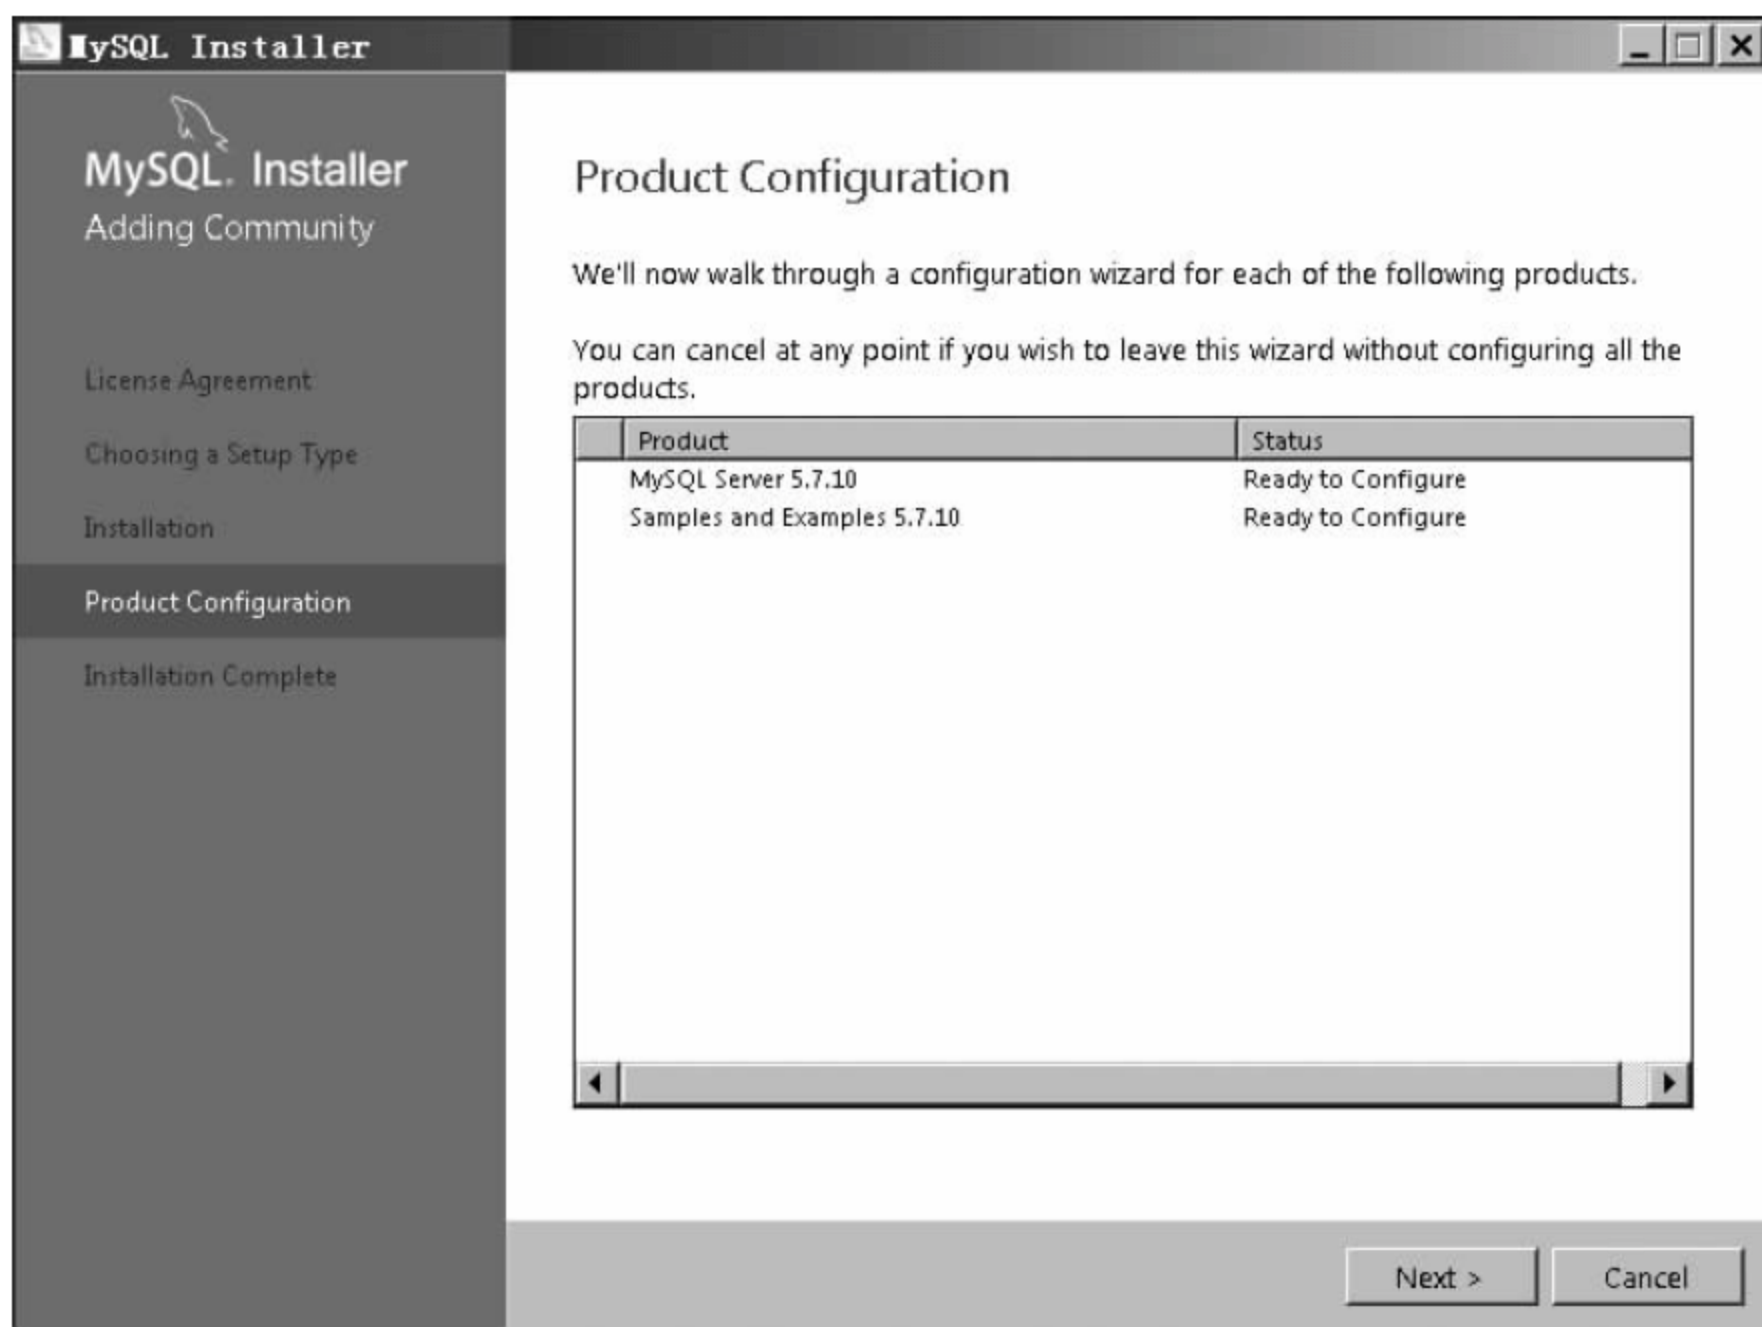 MySQL Installer
MySQL. Installer
Adding Community
License Agreement
Choosing a Setup Type
Installation
Product Configuration
Installation Complete
Product Configuration
We'll now walk through a configuration wizard for each of the following products.
You can cancel at any point if you wish to leave this wizard without configuring all the
products.
Product Status
MySQL Server 5.7.10 Ready to Configure
Samples and Examples 5.7.10 Ready to Configure
Next > Cancel